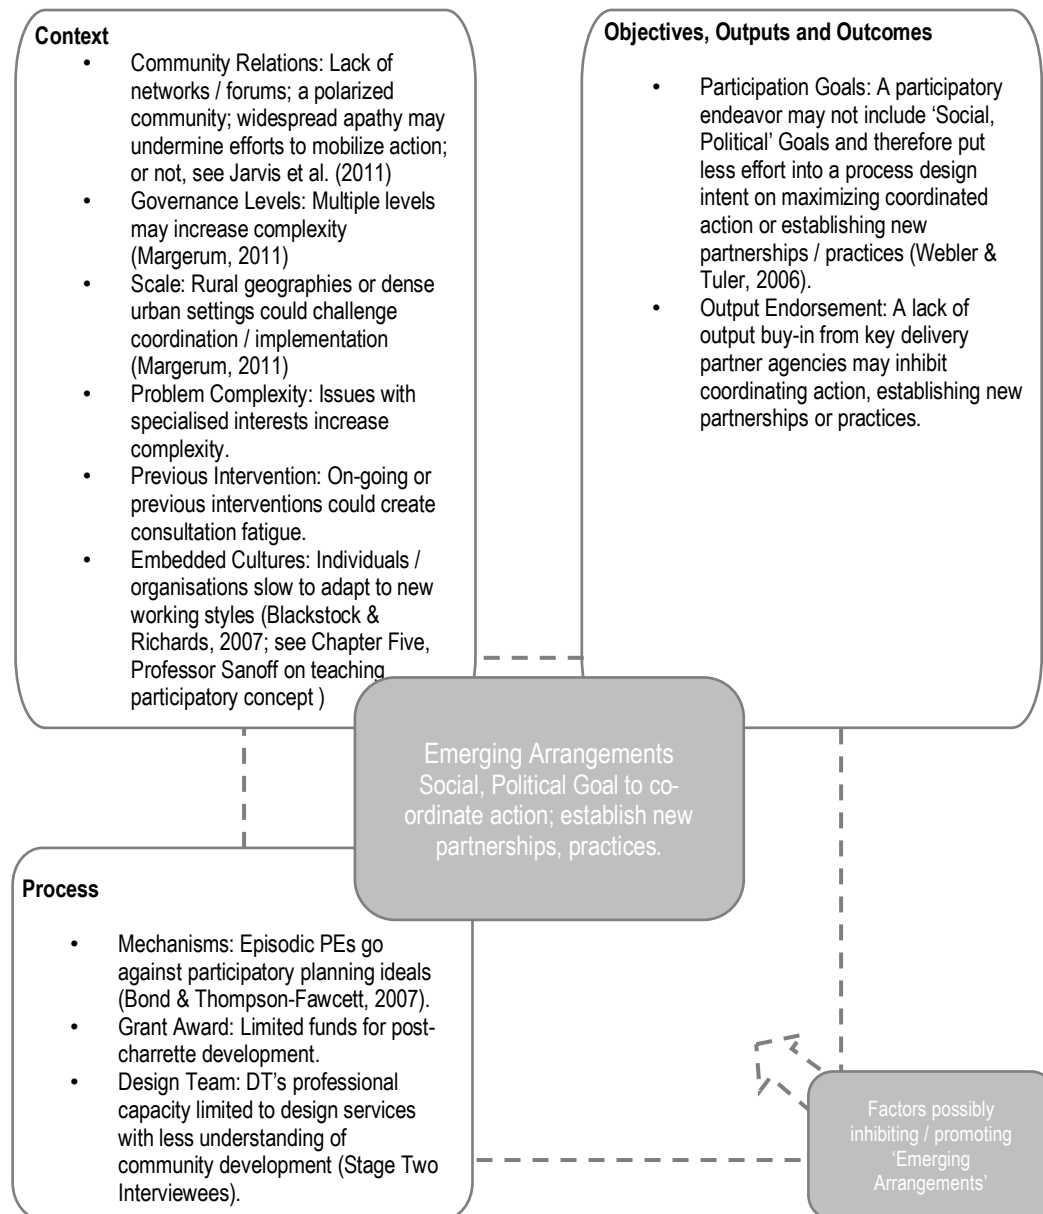 Context
• Community Relations: Lack of
networks / forums; a polarized
community; widespread apathy may
undermine efforts to mobilize action;
or not, see Jarvis et al. (2011)
• Governance Levels: Multiple levels
may increase complexity
(Margerum, 2011)
• Scale: Rural geographies or dense
urban settings could challenge
coordination / implementation
(Margerum, 2011)
• Problem Complexity: Issues with
specialised interests increase
complexity.
• Previous Intervention: On-going or
previous interventions could create
consultation fatigue.
• Embedded Cultures: Individuals /
organisations slow to adapt to new
working styles (Blackstock &
Richards, 2007; see Chapter Five,
Professor Sanoff on teaching
participatory concept )
Objectives, Outputs and Outcomes
• Participation Goals: A participatory
endeavor may not include ‘Social,
Political’ Goals and therefore put
less effort into a process design
intent on maximizing coordinated
action or establishing new
partnerships / practices (Webler &
Tuler, 2006).
• Output Endorsement: A lack of
output buy-in from key delivery
partner agencies may inhibit
coordinating action, establishing new
partnerships or practices.
Emerging Arrangements
Social, Political Goal to co-
ordinate action; establish new
partnerships, practices.
Process
• Mechanisms: Episodic PEs go
against participatory planning ideals
(Bond & Thompson-Fawcett, 2007).
• Grant Award: Limited funds for post-
charrette development.
• Design Team: DT’s professional
capacity limited to design services
with less understanding of
community development (Stage Two
Interviewees).
Factors possibly
inhibiting / promoting
‘Emerging
Arrangements’